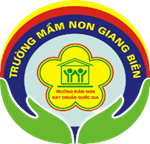 TRƯỜNG MẦM NON GIANG BIÊN
TRƯỜNG MẦM NON
ĐẠT CHUẨN QUỐC GIA